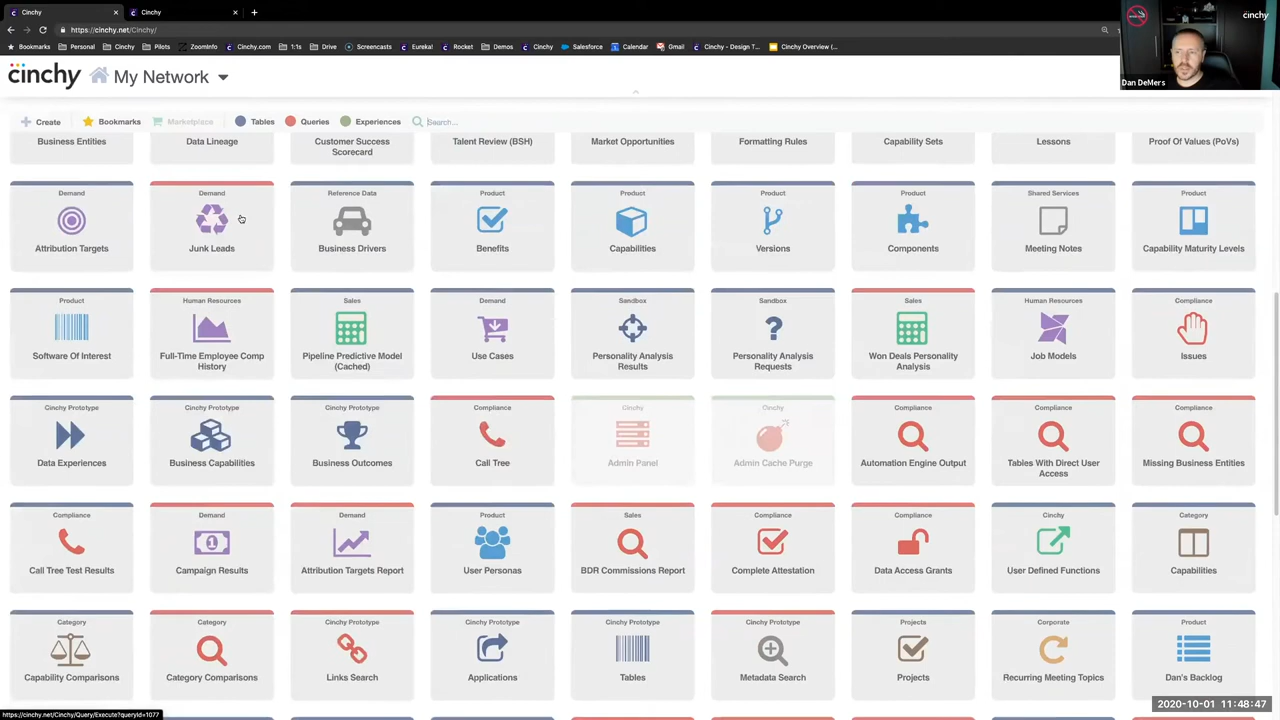 Cinchy
Cinchy
https://cinchy.net/Cinchy/
Bookmarks
Personal
Cinchy
Pilots
ZoomInfo
Cinchy.com
1:1s
Drive
Screencasts
Eureka!
Rocket
Demos
Cinchy
Salesforce
Calendar
Gmail
Cinchy - Design T...
Cinchy Overview (...
cinchy
Dan DeMers
cinchy
My Network
Create
Bookmarks
Marketplace
Tables
Queries
Experiences
Search...
Business Entities
Data Lineage
Customer Success
Scorecard
Talent Review (BSH)
Market Opportunities
Formatting Rules
Capability Sets
Lessons
Proof Of Values (PoVs)
Demand
Attribution Targets
Demand
Junk Leads
Reference Data
Business Drivers
Product
Benefits
Product
Capabilities
Product
Versions
Product
Components
Shared Services
Meeting Notes
Product
Capability Maturity Levels
Product
Software Of Interest
Human Resources
Full-Time Employee Comp
History
Sales
Pipeline Predictive Model
(Cached)
Demand
Use Cases
Sandbox
Personality Analysis
Results
Sandbox
Personality Analysis
Requests
Sales
Won Deals Personality
Analysis
Human Resources
Job Models
Compliance
Issues
Cinchy Prototype
Data Experiences
Cinchy Prototype
Business Capabilities
Cinchy Prototype
Business Outcomes
Compliance
Call Tree
Cinchy
Admin Panel
Cinchy
Admin Cache Purge
Compliance
Automation Engine Output
Compliance
Tables With Direct User
Access
Compliance
Missing Business Entities
Compliance
Call Tree Test Results
Demand
Campaign Results
Demand
Attribution Targets Report
Product
User Personas
Sales
BDR Commissions Report
Compliance
Complete Attestation
Compliance
Data Access Grants
Cinchy
User Defined Functions
Category
Capabilities
Category
Capability Comparisons
Category
Category Comparisons
Cinchy Prototype
Links Search
Cinchy Prototype
Applications
Cinchy Prototype
Tables
Cinchy Prototype
Metadata Search
Projects
Projects
Corporate
Recurring Meeting Topics
Product
Dan's Backlog
https://cinchy.net/Cinchy/Query/Execute?queryId=1077
2020-10-01 11:48:47